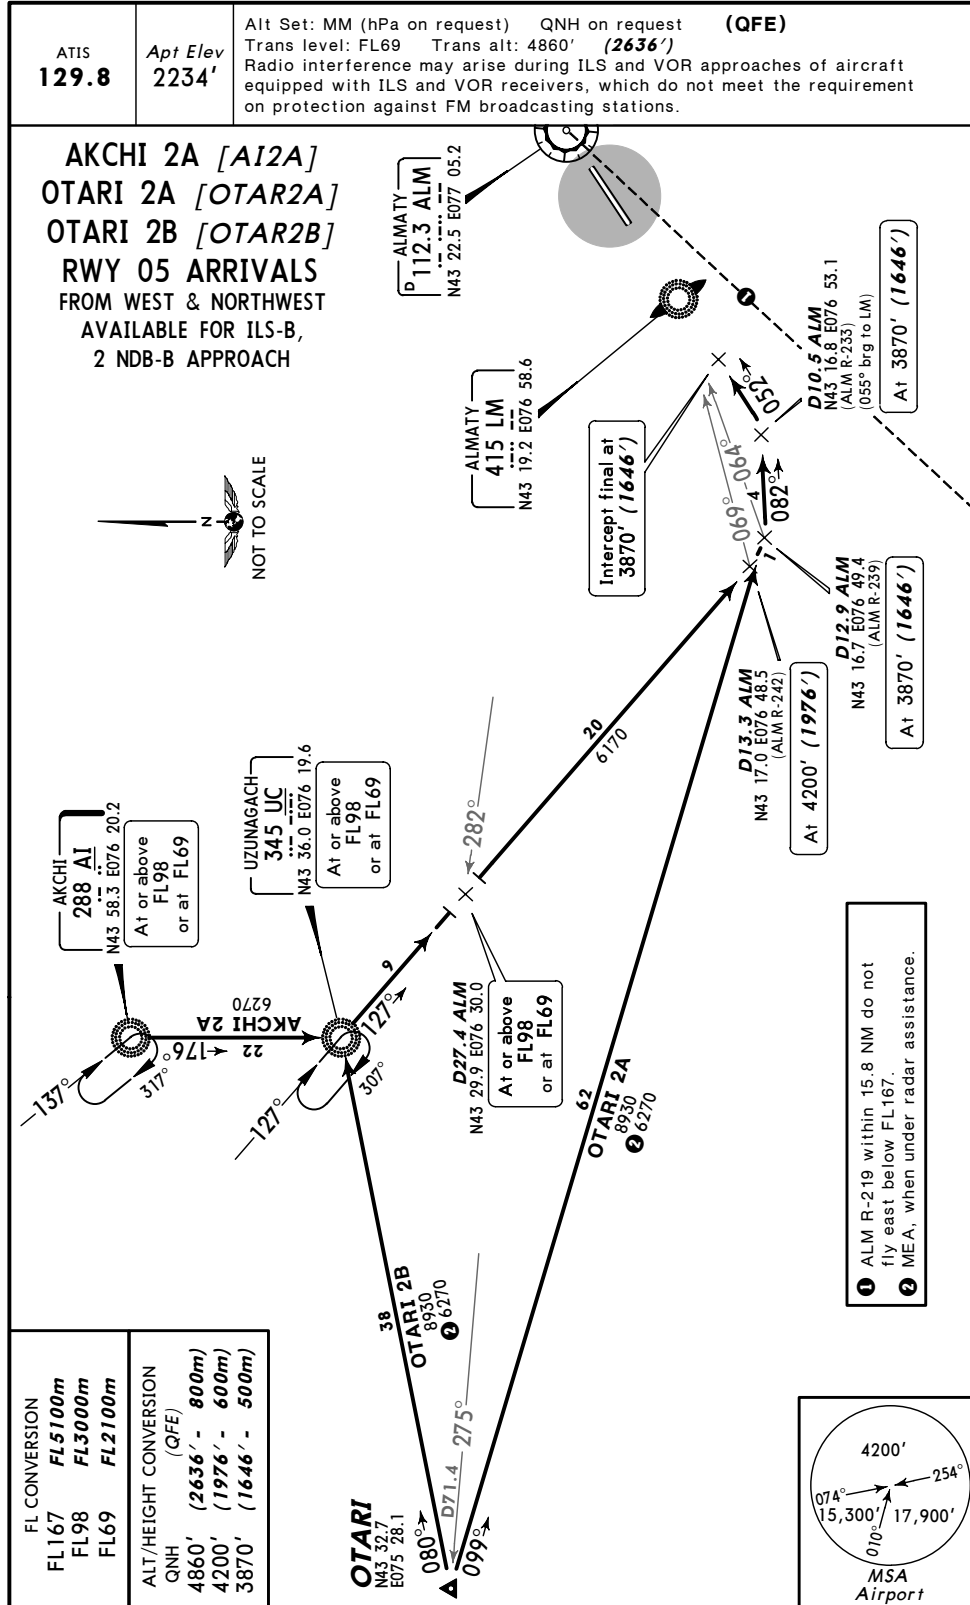 ATIS
129.8
Apt Elev
2234'
Alt Set: MM (hPa on request) QNH on request (QFE)
Trans level: FL69 Trans alt: 4860' (2636')
Radio interference may arise during ILS and VOR approaches of aircraft
equipped with ILS and VOR receivers, which do not meet the requirement
on protection against FM broadcasting stations.
AKCHI 2A [AI2A]
OTARI 2A [OTAR2A]
OTARI 2B [OTAR2B]
RWY 05 ARRIVALS
FROM WEST & NORTHWEST
AVAILABLE FOR ILS-B,
2 NDB-B APPROACH
ALMATY
D 112.3 ALM
N43 22.5 E077 05.2
ALMATY
415 LM
N43 19.2 E076 58.6
N
NOT TO SCALE
1
D10.5 ALM
N43 16.8 E076 53.1
(ALM R-233)
(055° brg to LM)
At 3870' (1646')
052°
Intercept final at
3870' (1646')
069°
064°
4
082°
1
D12.9 ALM
N43 16.7 E076 49.4
(ALM R-239)
At 3870' (1646')
D13.3 ALM
N43 17.0 E076 48.5
(ALM R-242)
At 4200' (1976')
20
6170
282°
AKCHI
288 AI
N43 58.3 E076 20.2
At or above
FL98
or at FL69
UZUNAGACH
345 UC
N43 36.0 E076 19.6
At or above
FL98
or at FL69
137°
317°
6270
AKCHI 2A
176°
22
127°
307°
127°
9
D27.4 ALM
N43 29.9 E076 30.0
At or above
FL98
or at FL69
62
OTARI 2A
8930
2 6270
38
OTARI 2B
8930
2 6270
D71.4
275°
OTARI
N43 32.7
E075 28.1
080°
099°
1 ALM R-219 within 15.8 NM do not
fly east below FL167.
2 MEA, when under radar assistance.
FL CONVERSION
FL167 FL5100m
FL98 FL3000m
FL69 FL2100m
ALT/HEIGHT CONVERSION
QNH (QFE)
4860' (2636' - 800m)
4200' (1976' - 600m)
3870' (1646' - 500m)
4200'
074°
254°
15,300'
17,900'
010°
MSA
Airport